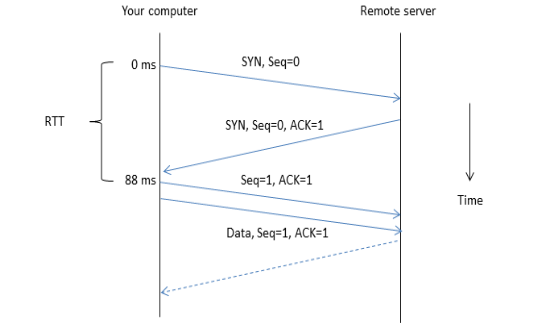 Your computer
Remote server
0 ms
SYN, Seq=0
RTT
SYN, Seq=0, ACK=1
88 ms
Seq=1, ACK=1
Time
Data, Seq=1, ACK=1